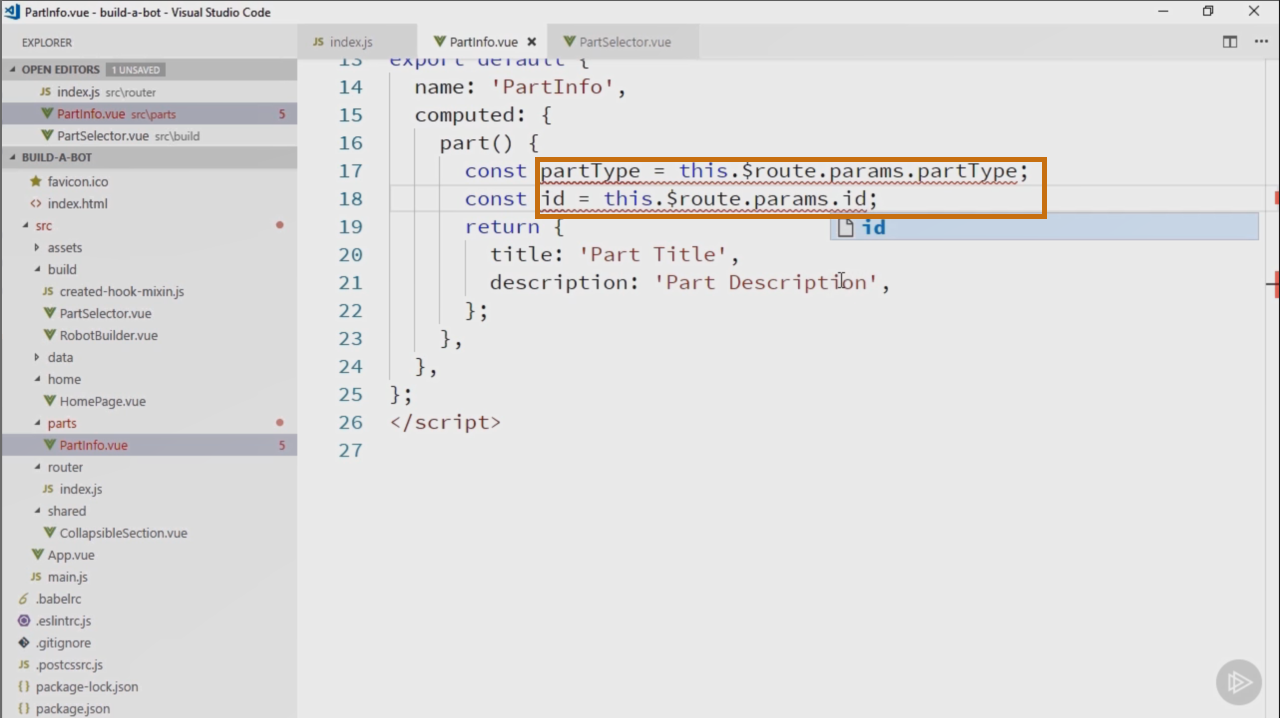 PartInfo.vue - build-a-bot - Visual Studio Code
EXPLORER
OPEN EDITORS 1 UNSAVED
JS index.js src\router
PartInfo.vue src\parts 5
PartSelector.vue src\build
BUILD-A-BOT
favicon.ico
<> index.html
src
assets
build
JS created-hook-mixin.js
PartSelector.vue
RobotBuilder.vue
data
home
HomePage.vue
parts
PartInfo.vue 5
router
JS index.js
shared
CollapsibleSection.vue
App.vue
JS main.js
.babelrc
.eslintrc.js
.gitignore
JS .postcssrc.js
{} package-lock.json
{} package.json
JS index.js PartInfo.vue PartSelector.vue
13 export default {
14 name: 'PartInfo',
15 computed: {
16 part() {
17 const partType = this.$route.params.partType;
18 const id = this.$route.params.id;
19 return {
id
20 title: 'Part Title',
21 description: 'Part Description',
22 };
23 },
24 },
25 };
26 </script>
27